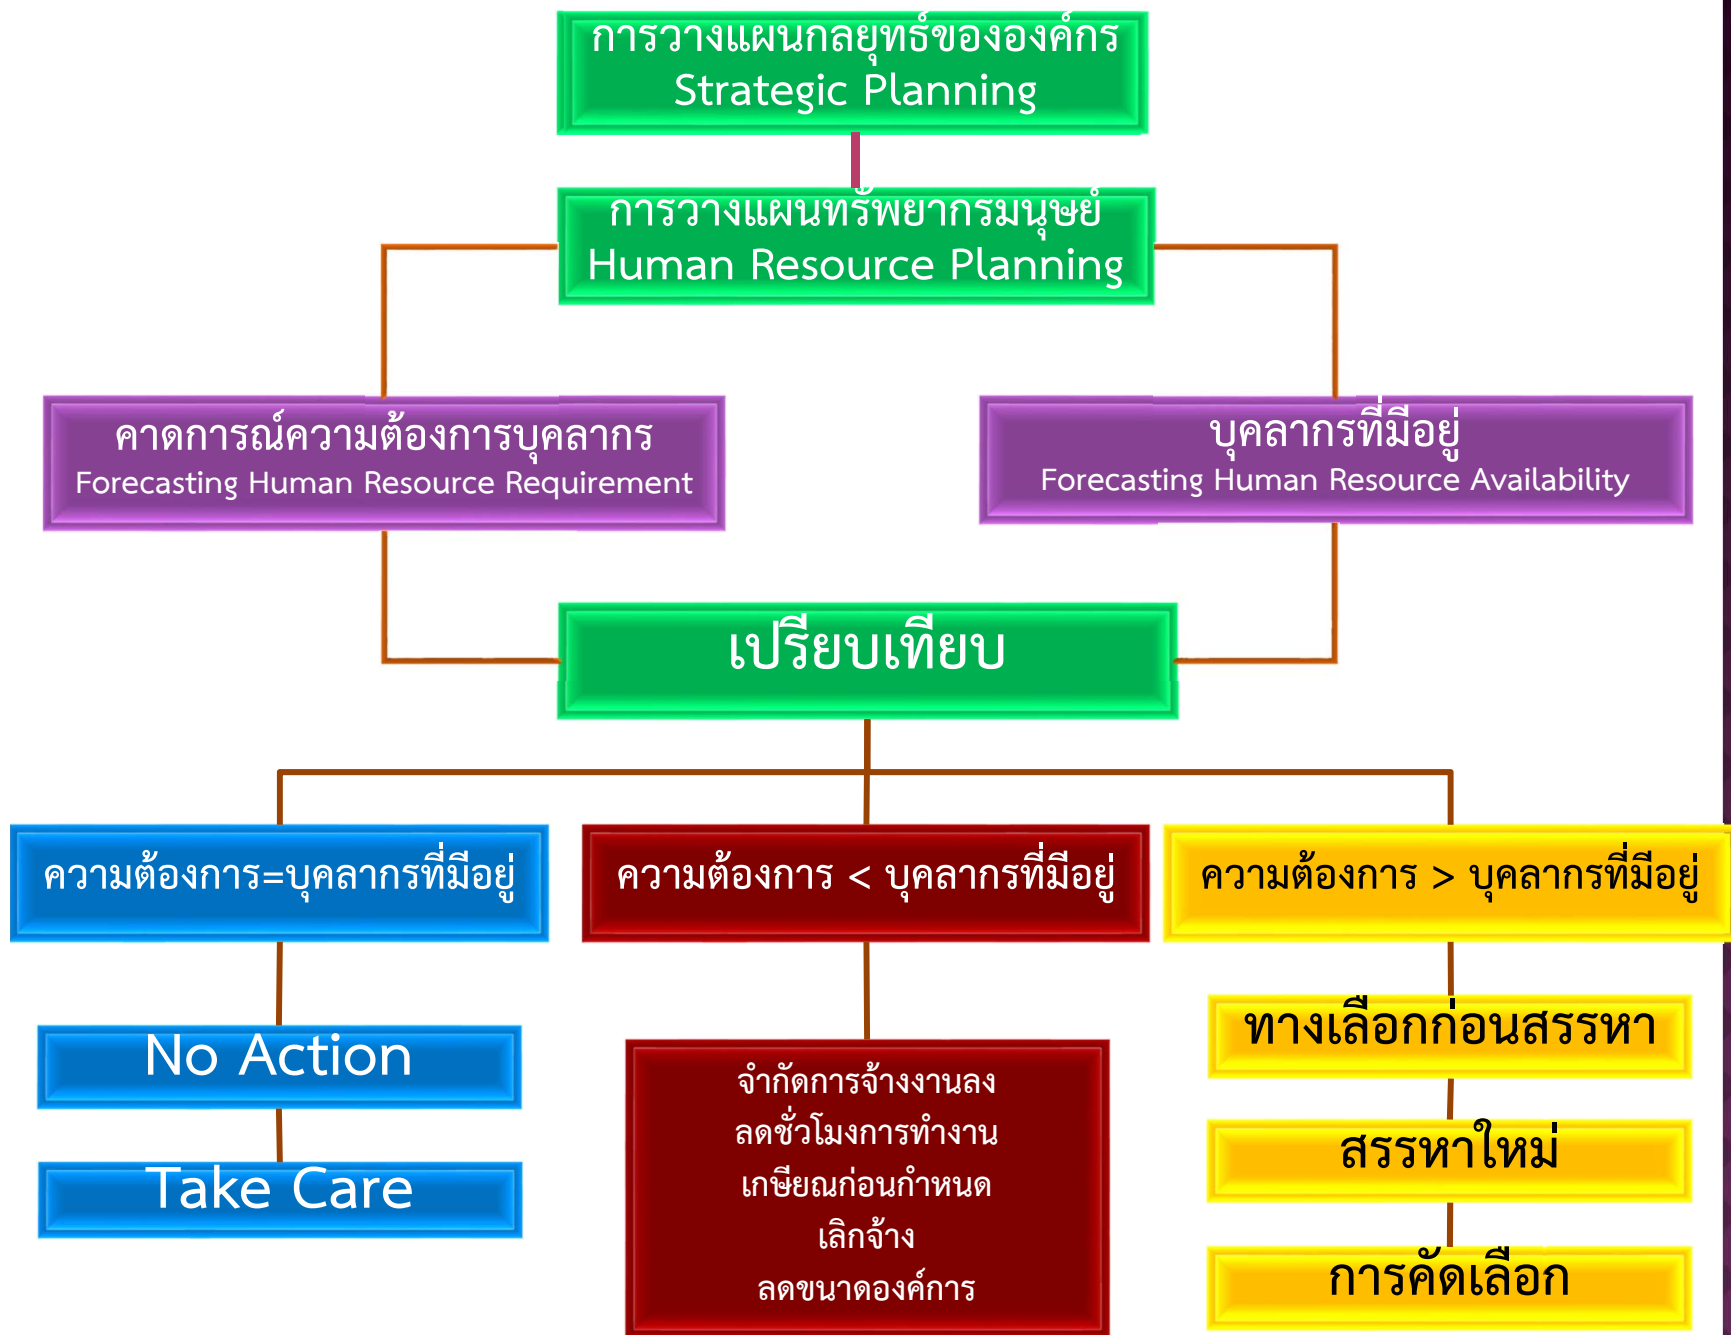 การวางแผนกลยุทธ์ขององค์กร
Strategic Planning
การวางแผนทรัพยากรมนุษย์
Human Resource Planning
คาดการณ์ความต้องการบุคลากร
Forecasting Human Resource Requirement
บุคลากรที่มีอยู่
Forecasting Human Resource Availability
เปรียบเทียบ
ความต้องการ=บุคลากรที่มีอยู่
ความต้องการ < บุคลากรที่มีอยู่
ความต้องการ > บุคลากรที่มีอยู่
No Action
Take Care
จำกัดการจ้างงานลง
ลดชั่วโมงการทำงาน
เกษียณก่อนกำหนด
เลิกจ้าง
ลดขนาดองค์การ
ทางเลือกก่อนสรรหา
สรรหาใหม่
การคัดเลือก